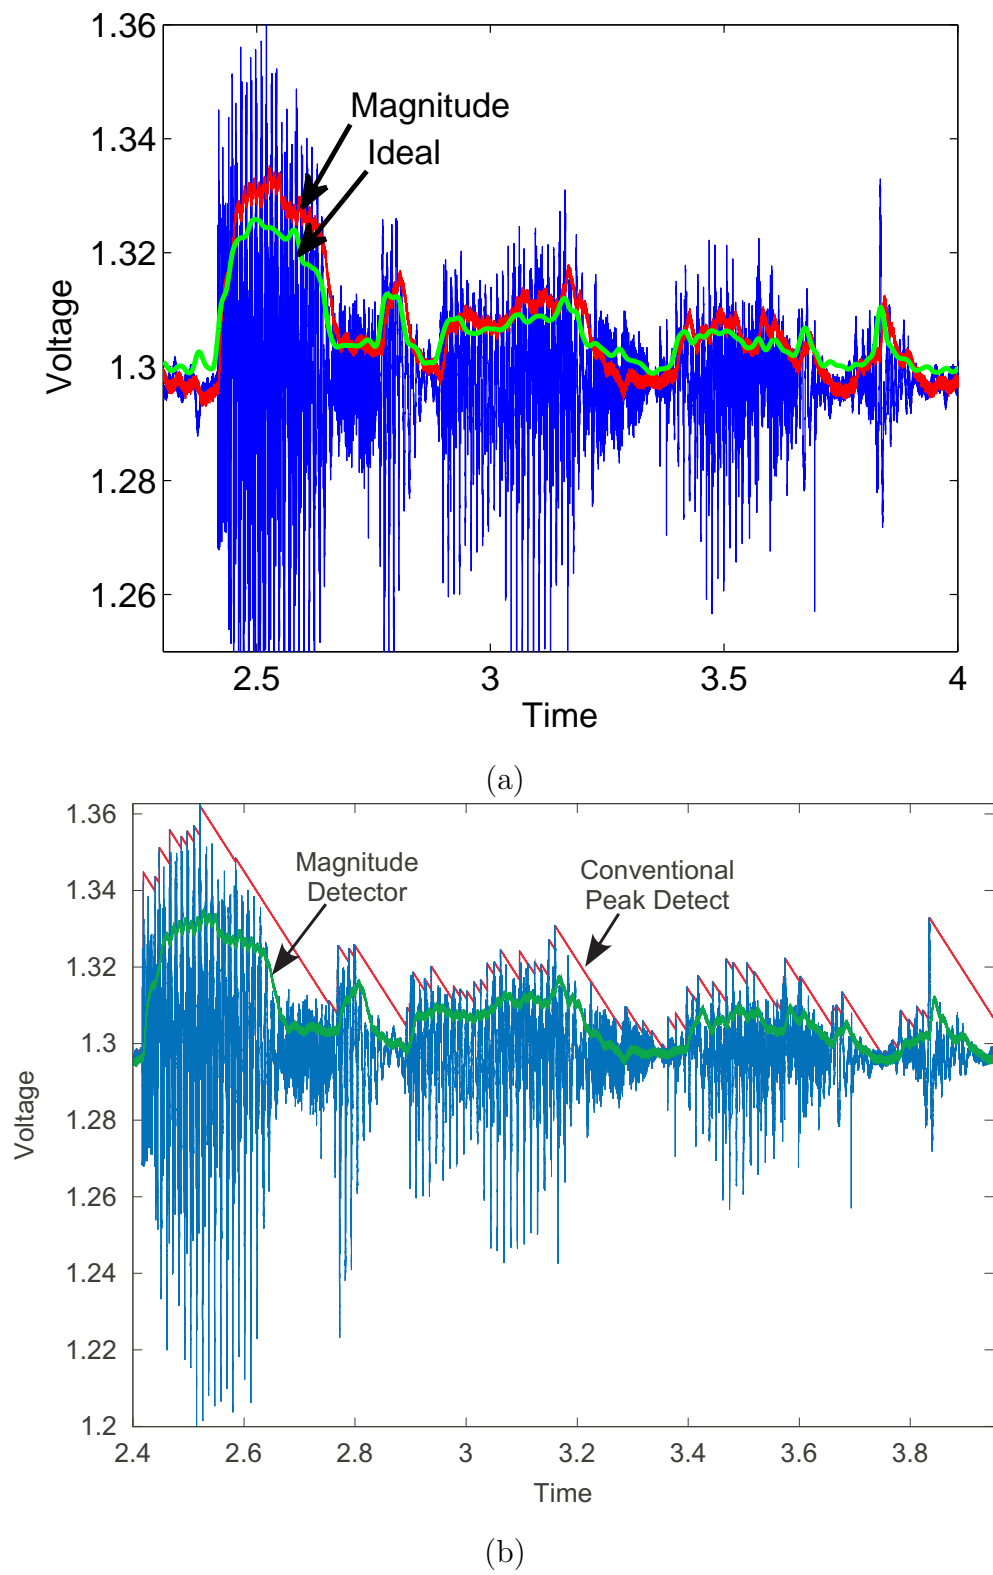 1.36
1.34
1.32
1.3
1.28
1.26
Voltage
Magnitude
Ideal
2.5 3 3.5 4
Time
(a)
1.36
1.34
1.32
1.3
1.28
1.26
1.24
1.22
1.2
Voltage
Magnitude
Detector
Conventional
Peak Detect
2.4 2.6 2.8 3 3.2 3.4 3.6 3.8
Time
(b)